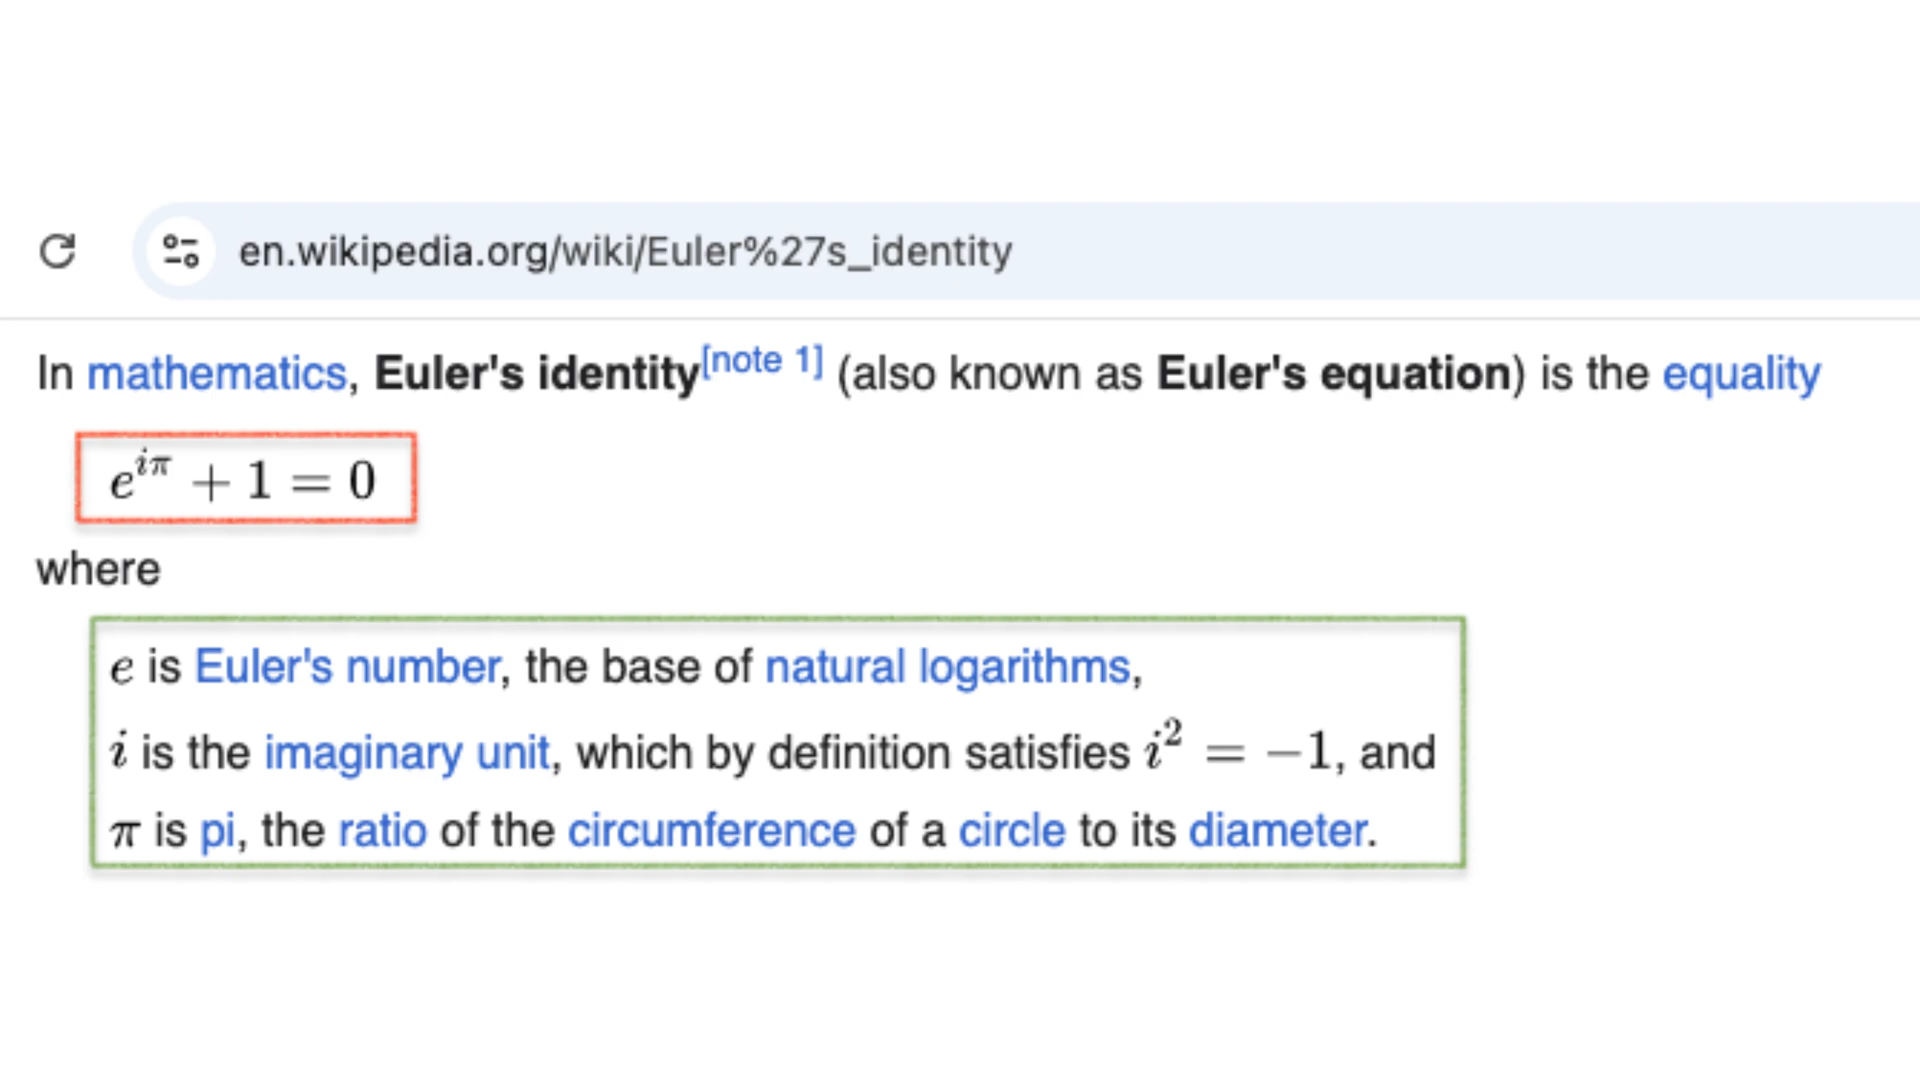 en.wikipedia.org/wiki/Euler%27s_identity
In mathematics, Euler's identity[note 1] (also known as Euler's equation) is the equality
e^{iπ} + 1 = 0
where
e is Euler's number, the base of natural logarithms,
i is the imaginary unit, which by definition satisfies i² = −1, and
π is pi, the ratio of the circumference of a circle to its diameter.